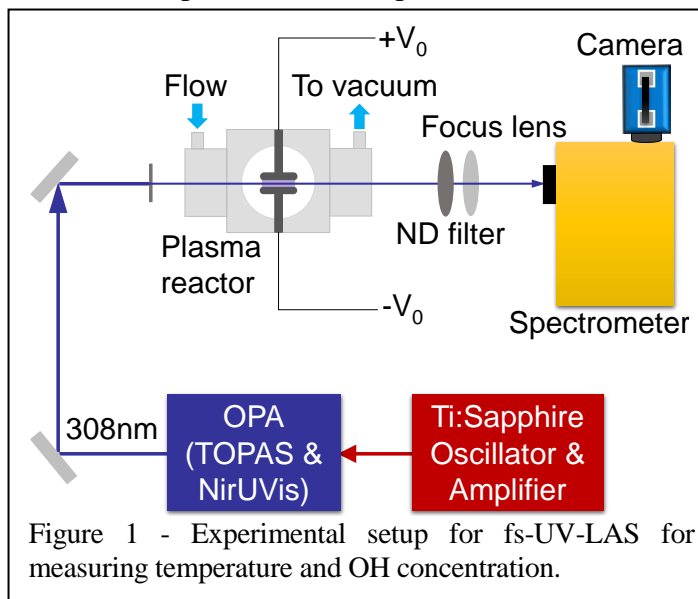 +V0
Camera
Flow
To vacuum
Focus lens
ND filter
Plasma
reactor
-V0
Spectrometer
308nm
OPA
(TOPAS &
NirUVis)
Ti:Sapphire
Oscillator &
Amplifier
Figure 1 - Experimental setup for fs-UV-LAS for
measuring temperature and OH concentration.